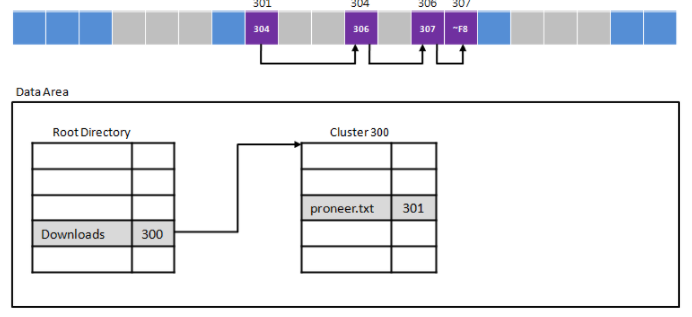 301 304 306 307
304 306 307 ~F8
Data Area
Root Directory Cluster 300
proneer.txt 301
Downloads 300